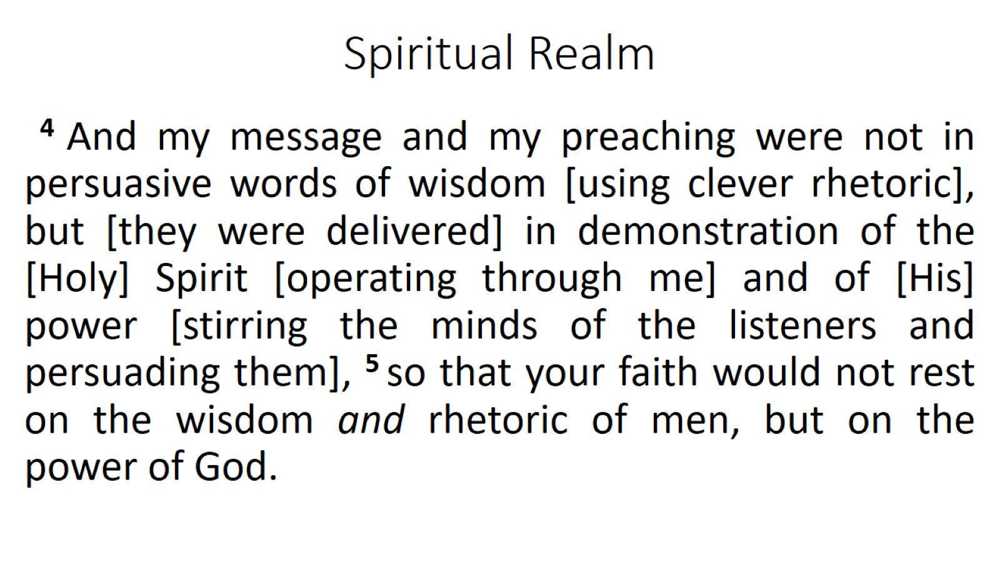 Spiritual Realm
4 And my message and my preaching were not in
persuasive words of wisdom [using clever rhetoric],
but [they were delivered] in demonstration of the
[Holy] Spirit [operating through me] and of [His]
power [stirring the minds of the listeners and
persuading them], 5 so that your faith would not rest
on the wisdom and rhetoric of men, but on the
power of God.